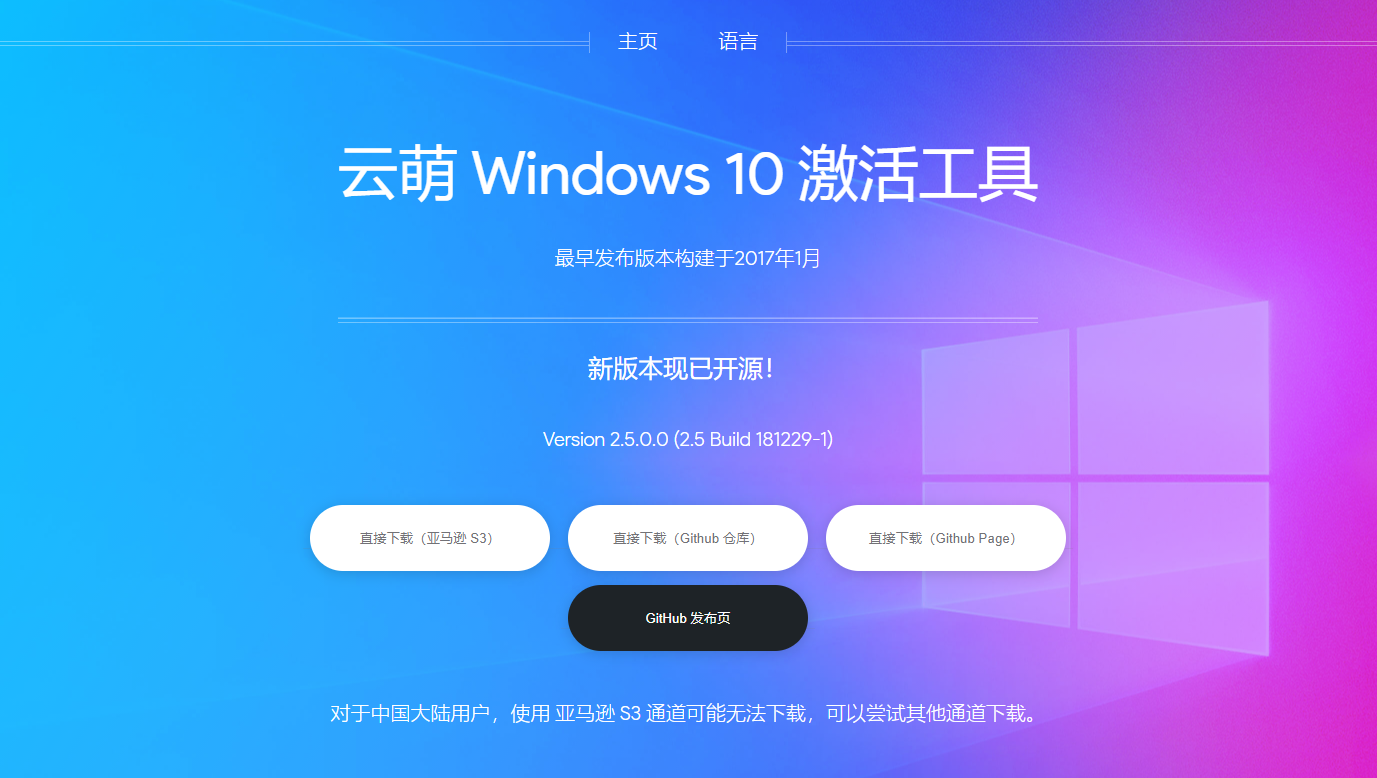 主页 语言
云萌 Windows 10 激活工具
最早发布版本构建于2017年1月
新版本现已开源！
Version 2.5.0.0 (2.5 Build 181229-1)
直接下载（亚马逊 S3） 直接下载（Github 仓库） 直接下载（Github Page）
GitHub 发布页
对于中国大陆用户，使用 亚马逊 S3 通道可能无法下载，可以尝试其他通道下载。